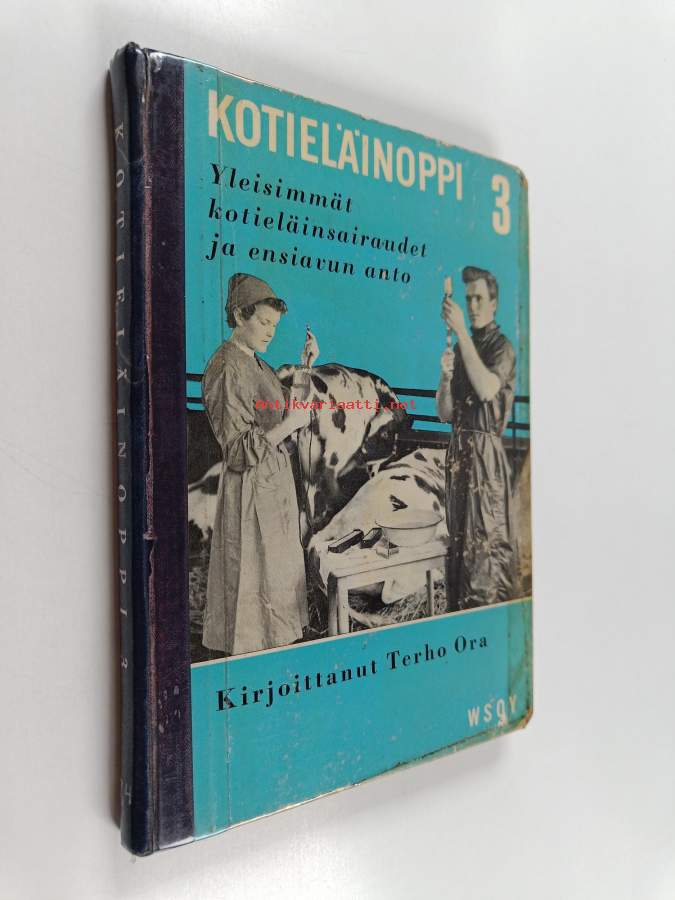 KOTIELÄINOPPI 3
Yleisimmät
kotieläinsairaudet
ja ensiavun anto
Kirjoittanut Terho Ora
WSOY
KOTIELÄINOPPI 3
antikvariaatti.net